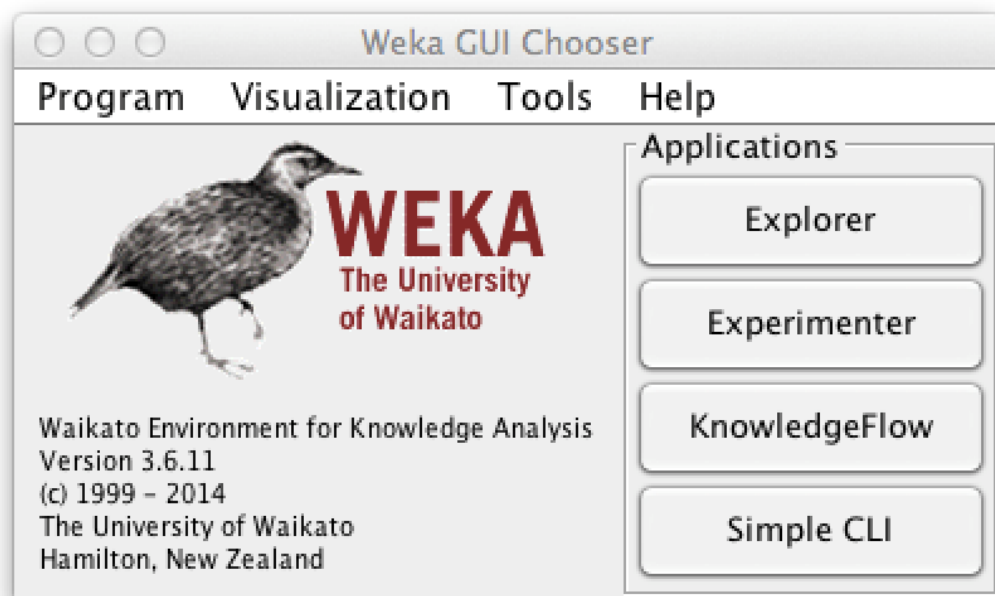 Weka GUI Chooser
Program Visualization Tools Help
WEKA
The University
of Waikato
Waikato Environment for Knowledge Analysis
Version 3.6.11
(c) 1999 – 2014
The University of Waikato
Hamilton, New Zealand
Applications
Explorer
Experimenter
KnowledgeFlow
Simple CLI